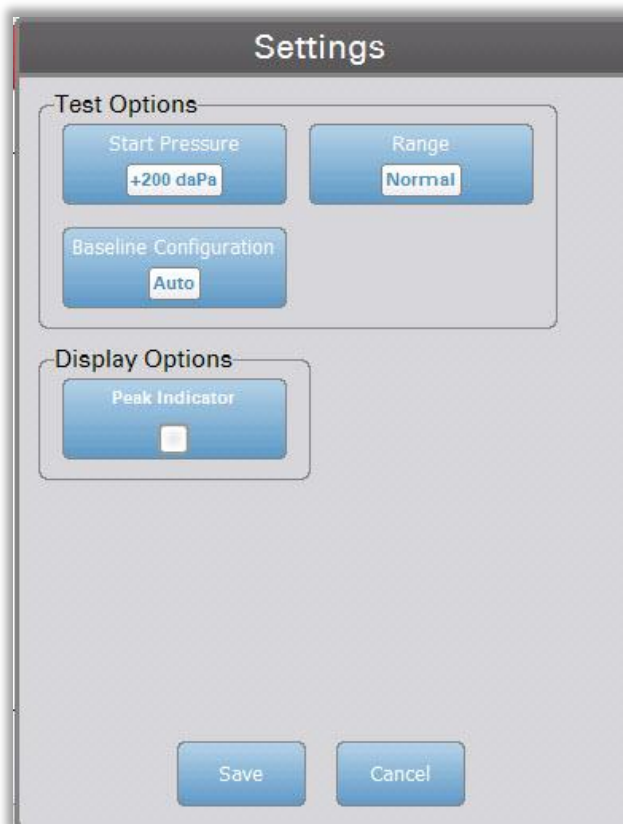 Settings
Test Options
Start Pressure
+200 daPa
Range
Normal
Baseline Configuration
Auto
Display Options
Peak Indicator
Save
Cancel